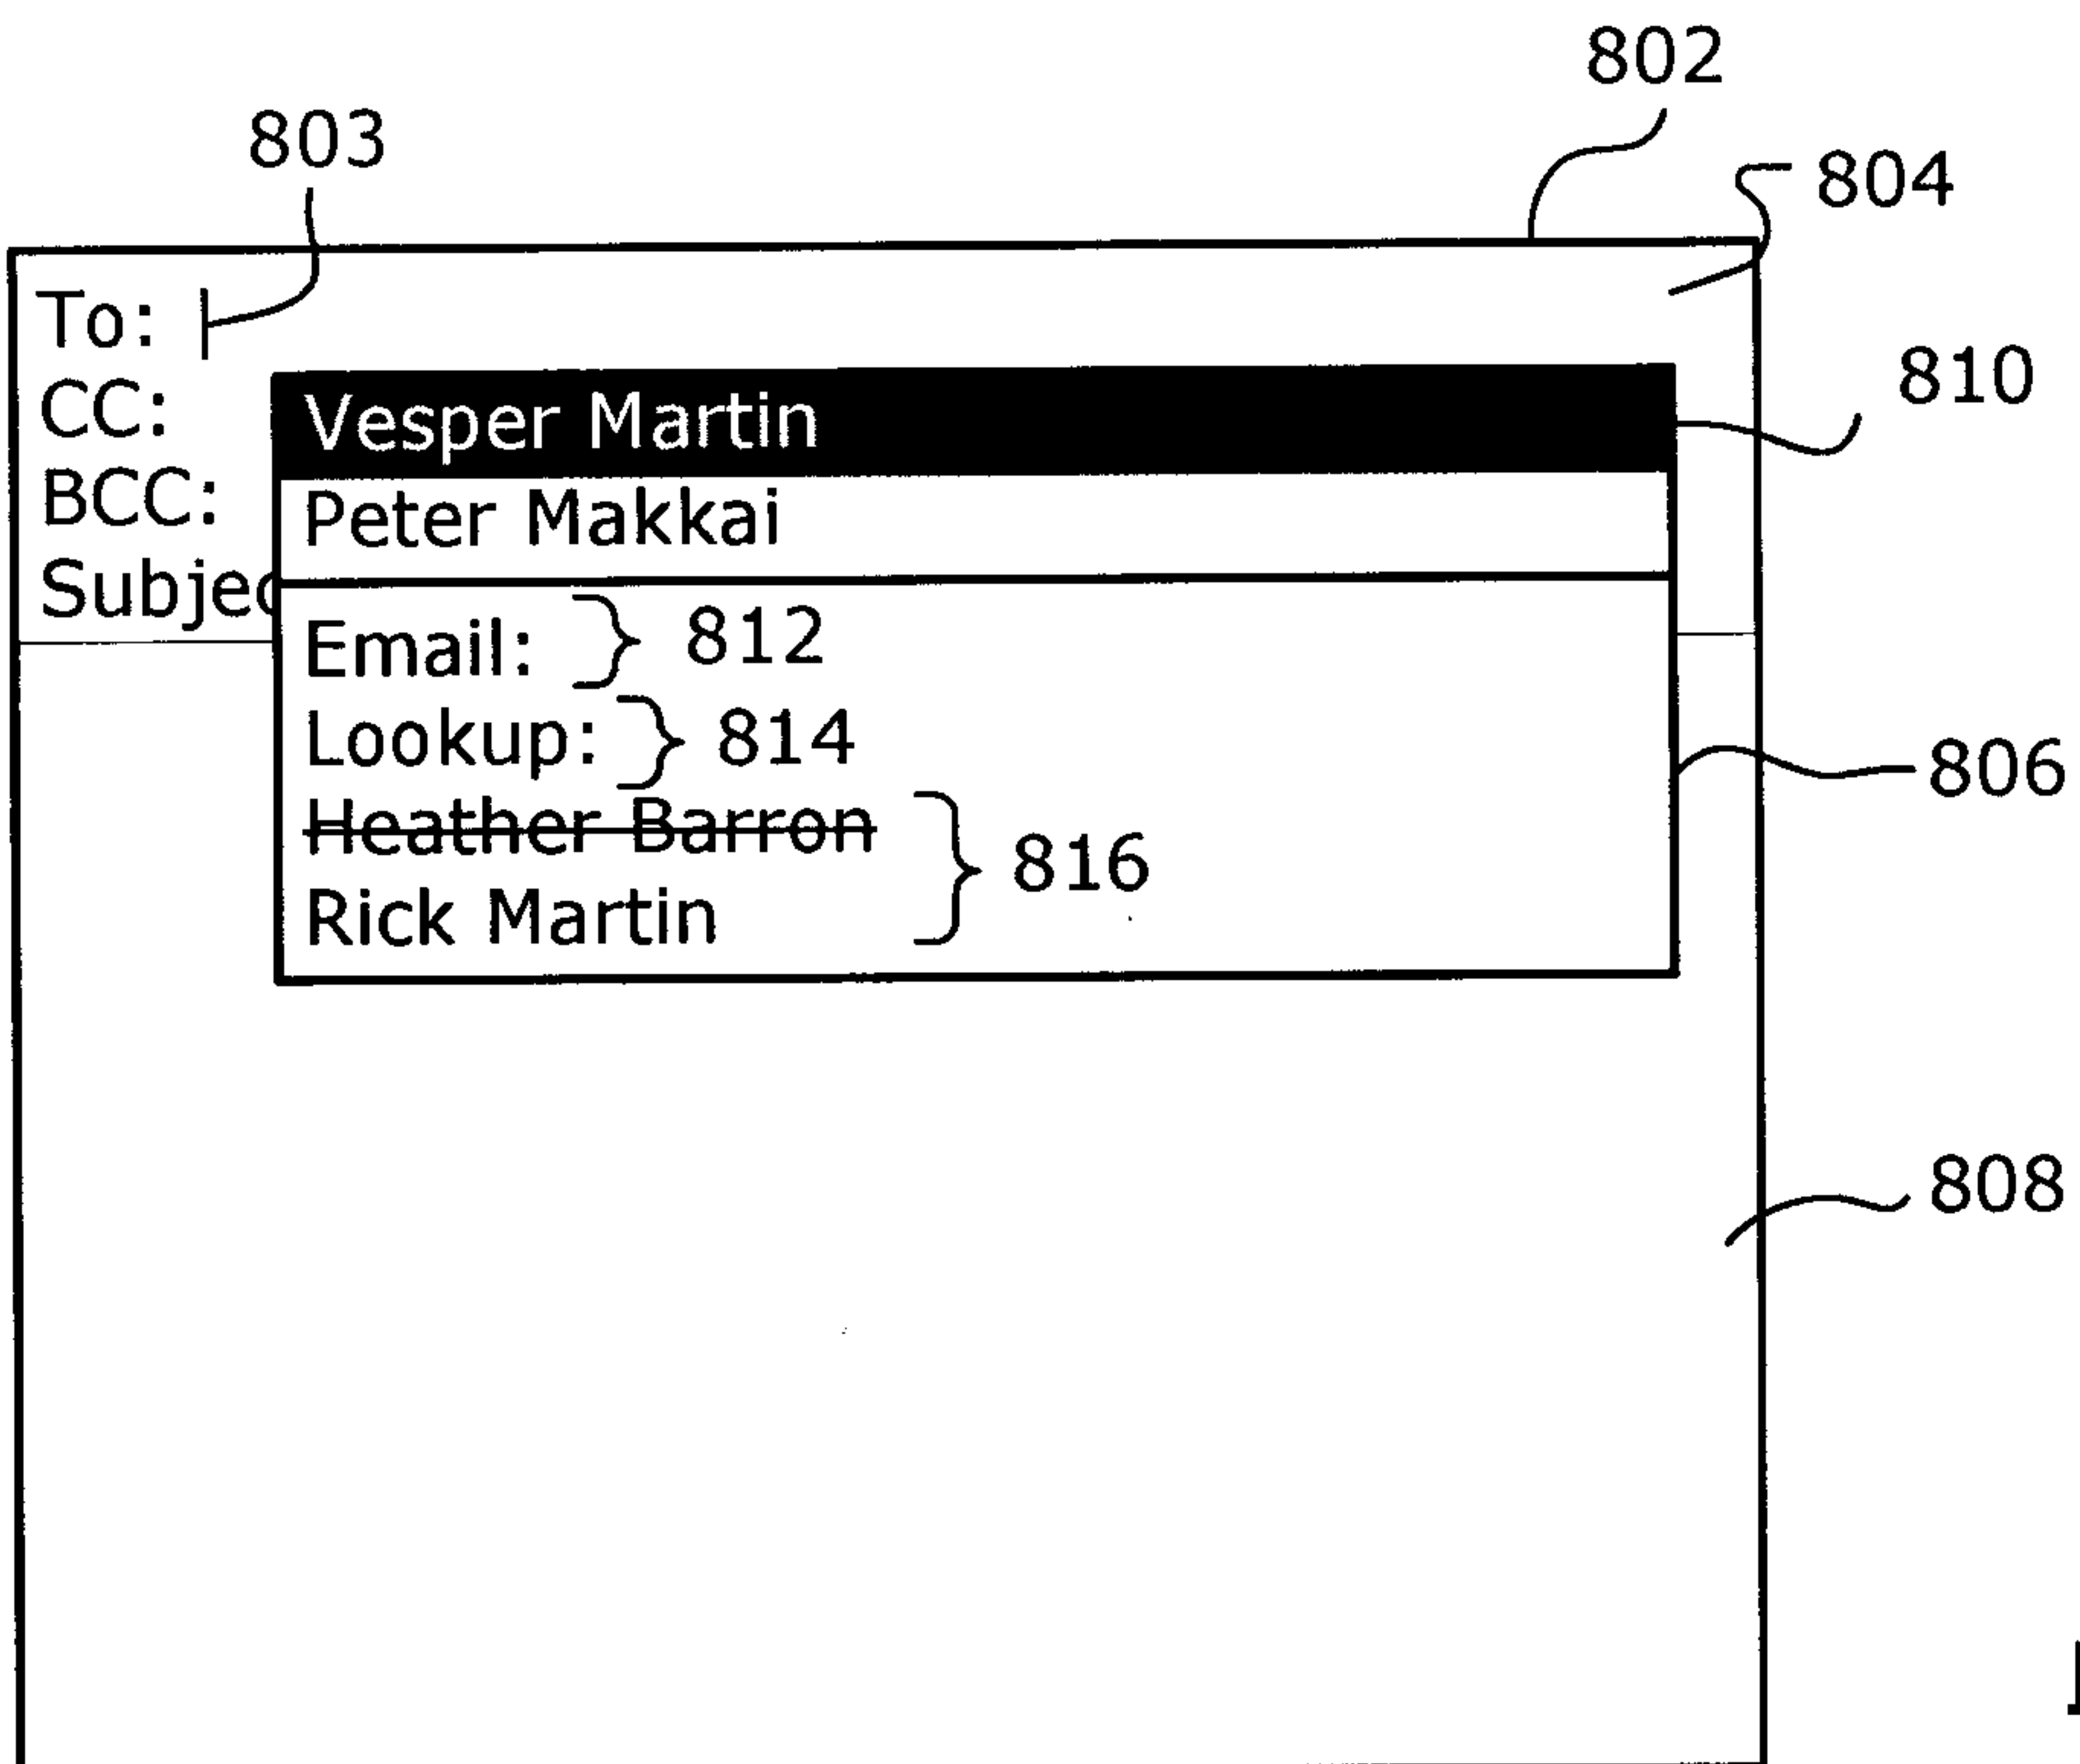 802
803
804
To:
CC:
BCC:
Subjec
Vesper Martin
810
Peter Makkai
Email: 812
Lookup: 814
806
Heather Barron
816
Rick Martin
808